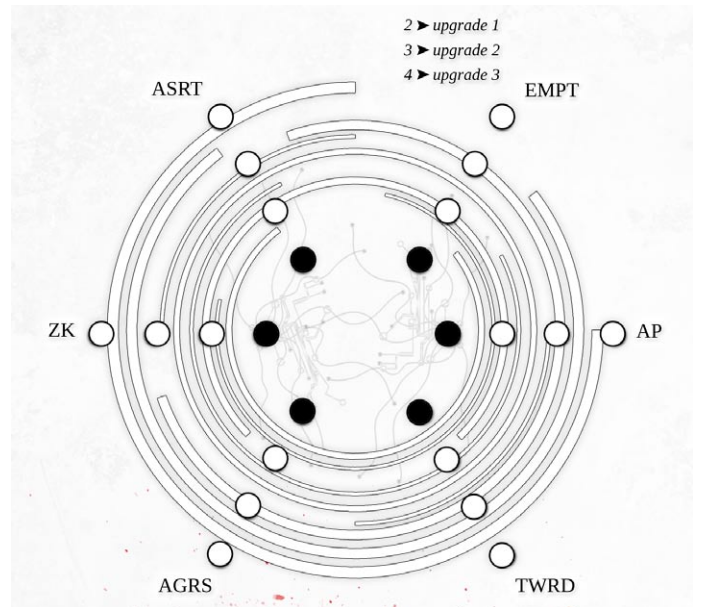 2 ➤ upgrade 1
3 ➤ upgrade 2
4 ➤ upgrade 3
ASRT
EMPT
ZK
AP
AGRS
TWRD